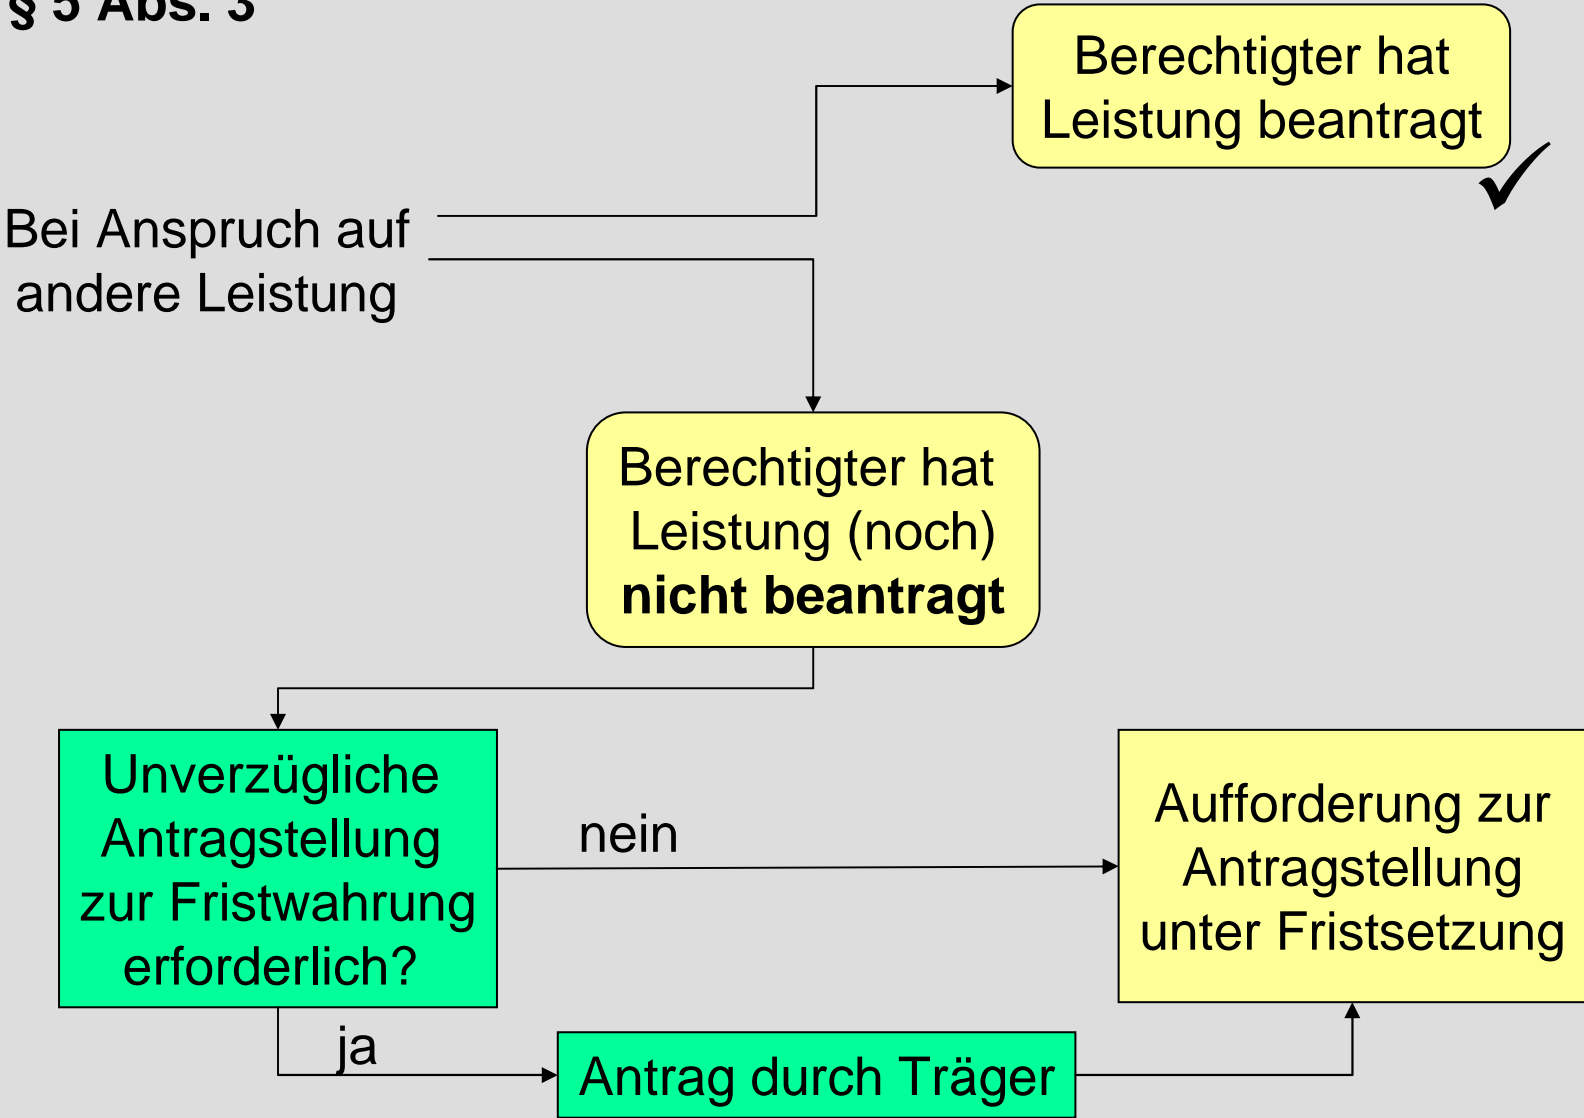 § 5 Abs. 3
Berechtigter hat
Leistung beantragt
Bei Anspruch auf
andere Leistung
Berechtigter hat
Leistung (noch)
nicht beantragt
Unverzügliche
Antragstellung
zur Fristwahrung
erforderlich?
nein
Aufforderung zur
Antragstellung
unter Fristsetzung
ja
Antrag durch Träger